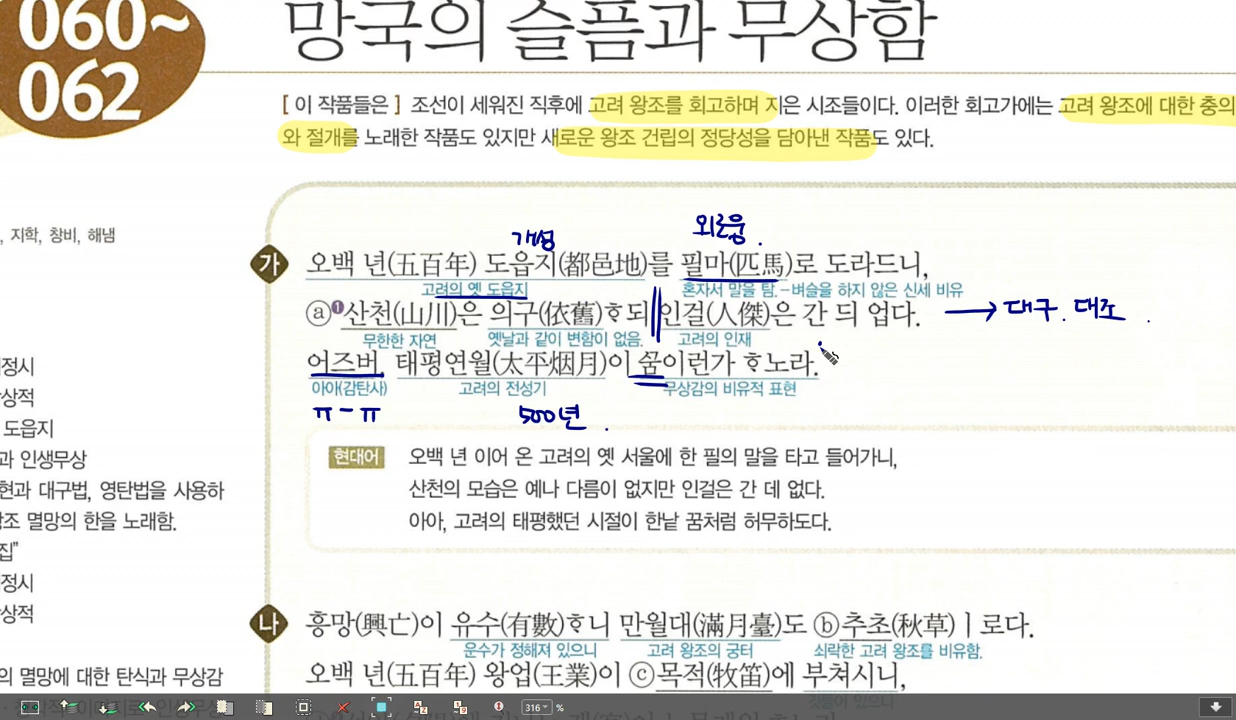 060~
062
망국의 슬픔과 무상함
[ 이 작품들은 ] 조선이 세워진 직후에 고려 왕조를 회고하며 지은 시조들이다. 이러한 회고가에는 고려 왕조에 대한 충의
와 절개를 노래한 작품도 있지만 새로운 왕조 건립의 정당성을 담아낸 작품도 있다.
, 지학, 창비, 해냄
개성
외로움.
가 오백 년(五百年) 도읍지(都邑地)를 필마(匹馬)로 도라드니,
고려의 옛 도읍지
혼자서 말을 탐. – 벼슬을 하지 않은 신세 비유
ⓐ❶산천(山川)은 의구(依舊)ᄒᆞ되 인걸(人傑)은 간 듸 업다.
→ 대구. 대조.
무한한 자연
옛날과 같이 변함이 없음.
고려의 인재
어즈버 태평연월(太平烟月)이 꿈이런가 ᄒᆞ노라.
아아(감탄사)
고려의 전성기
무상감의 비유적 표현
500년.
현대어 오백 년 이어 온 고려의 옛 서울에 한 필의 말을 타고 들어가니,
산천의 모습은 예나 다름이 없지만 인걸은 간 데 없다.
아아, 고려의 태평했던 시절이 한낱 꿈처럼 허무하도다.
정시
상적
도읍지
과 인생무상
현과 대구법, 영탄법을 사용하
조 멸망의 한을 노래함.
집”
정시
상적
의 멸망에 대한 탄식과 무상감
나 흥망(興亡)이 유수(有數)ᄒᆞ니 만월대(滿月臺)도 ⓑ추초(秋草)ㅣ로다.
운수가 정해져 있으니
고려 왕조의 궁터
쇠락한 고려 왕조를 비유함.
오백 년(五百年) 왕업(王業)이 ⓒ목적(牧笛)에 부쳐시니,
316 %